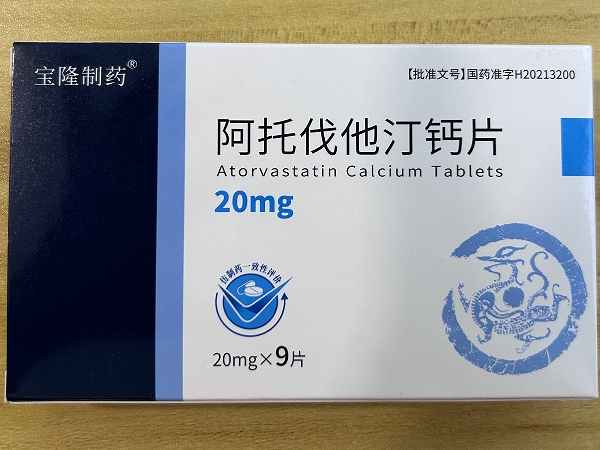 宝隆制药®
【批准文号】国药准字H20213200
阿托伐他汀钙片
Atorvastatin Calcium Tablets
20mg
仿制药一致性评价
20mg×9片